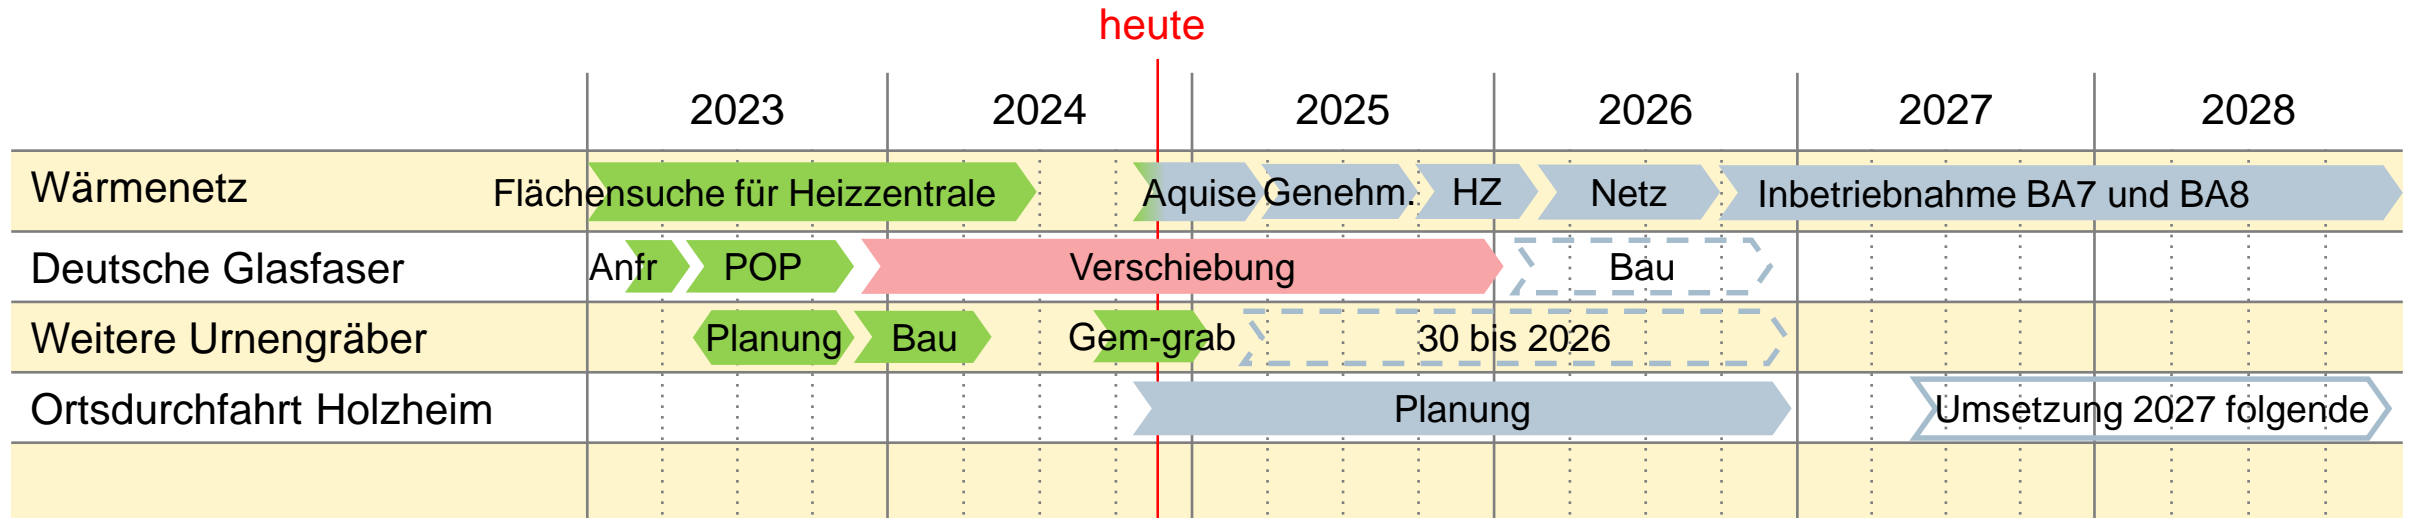 heute
2023 2024 2025 2026 2027 2028
Wärmenetz Flächensuche für Heizzentrale Aquise Genehm. HZ Netz Inbetriebnahme BA7 und BA8
Deutsche Glasfaser Anfr POP Verschiebung Bau
Weitere Urnengräber Planung Bau Gem-grab 30 bis 2026
Ortsdurchfahrt Holzheim Planung Umsetzung 2027 folgende